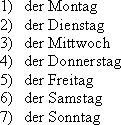 1) der Montag
2) der Dienstag
3) der Mittwoch
4) der Donnerstag
5) der Freitag
6) der Samstag
7) der Sonntag